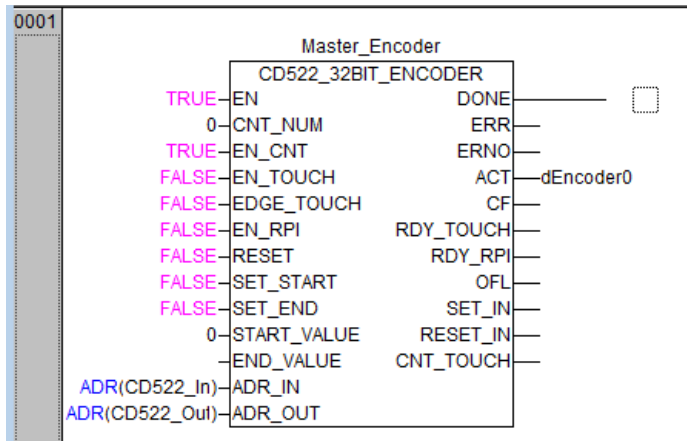 0001
Master_Encoder
CD522_32BIT_ENCODER
TRUE EN DONE
0 CNT_NUM ERR
TRUE EN_CNT ERNO
FALSE EN_TOUCH ACT dEncoder0
FALSE EDGE_TOUCH CF
FALSE EN_RPI RDY_TOUCH
FALSE RESET RDY_RPI
FALSE SET_START OFL
FALSE SET_END SET_IN
0 START_VALUE RESET_IN
END_VALUE CNT_TOUCH
ADR(CD522_In) ADR_IN
ADR(CD522_Out) ADR_OUT